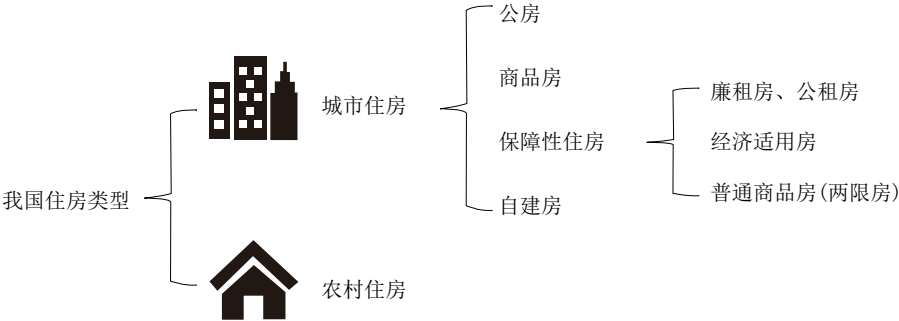 我国住房类型
城市住房
公房
商品房
保障性住房
廉租房、公租房
经济适用房
普通商品房(两限房)
自建房
农村住房